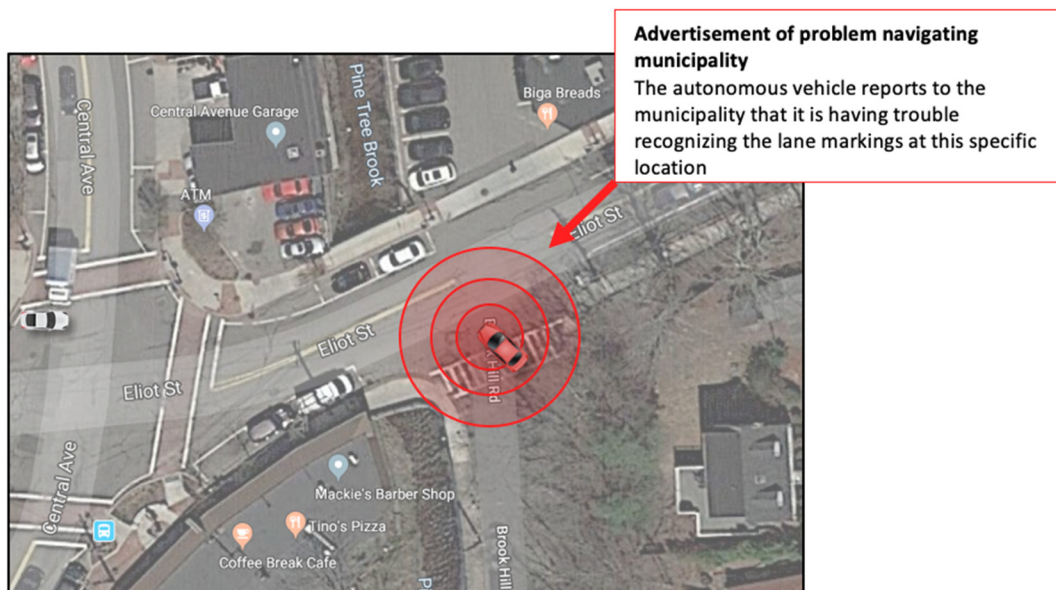 Advertisement of problem navigating
municipality
The autonomous vehicle reports to the
municipality that it is having trouble
recognizing the lane markings at this specific
location
Central Ave
Central Avenue Garage
Pine Tree Brook
Biga Breads
ATM
Eliot St
Eliot St
Eliot St
Hill Rd
Central Ave
Mackie's Barber Shop
Tino's Pizza
Coffee Break Cafe
Brook Hill